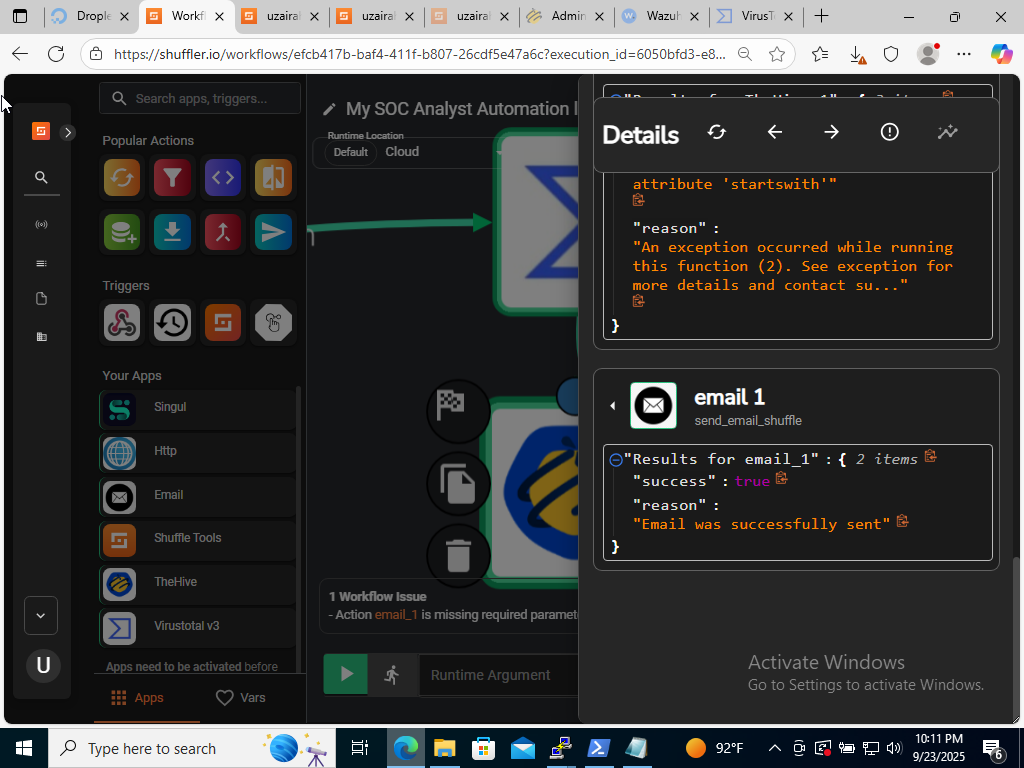 Drople
Workfl
uzairal
uzairal
uzairal
Admin
Wazuh
VirusT
https://shuffler.io/workflows/efcb417b-baf4-411f-b807-26cdf5e47a6c?execution_id=6050bfd3-e8...
Search apps, triggers...
Popular Actions
Triggers
Your Apps
Singul
Http
Email
Shuffle Tools
TheHive
Virustotal v3
Apps need to be activated before
Apps
Vars
U
My SOC Analyst Automation l
Runtime Location
Default
Cloud
1 Workflow Issue
- Action email_1 is missing required paramete
Runtime Argument
Details
attribute 'startswith'"
"reason" :
"An exception occurred while running
this function (2). See exception for
more details and contact su..."
}
email 1
send_email_shuffle
"Results for email_1" : { 2 items
"success" : true
"reason" :
"Email was successfully sent"
}
Activate Windows
Go to Settings to activate Windows.
Type here to search
92°F
10:11 PM
9/23/2025
6